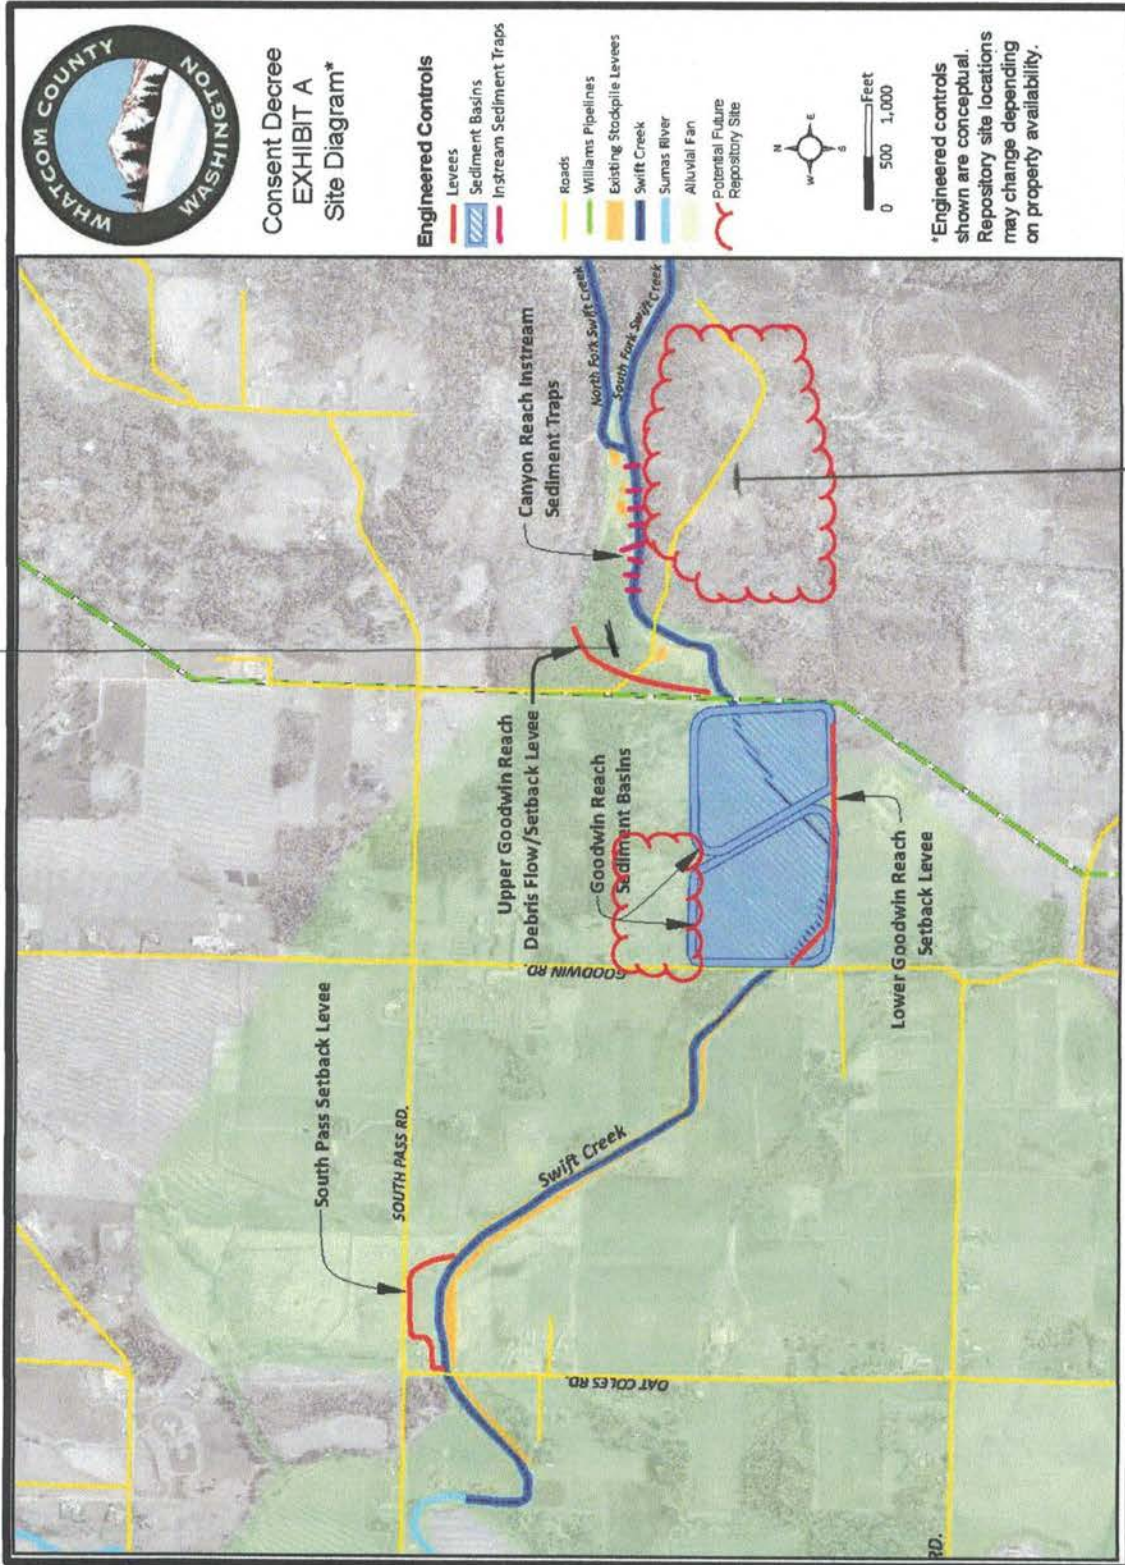 WHATCOM COUNTY
WASHINGTON
Consent Decree
EXHIBIT A
Site Diagram*
Engineered Controls
Levees
Sediment Basins
Instream Sediment Traps
Roads
Williams Pipelines
Existing Stockpile Levees
Swift Creek
Sumas River
Alluvial Fan
Potential Future
Repository Site
N
W
E
S
0 500 1,000
Feet
*Engineered controls
shown are conceptual.
Repository site locations
may change depending
on property availability.
South Pass Setback Levee
SOUTH PASS RD.
Upper Goodwin Reach
Debris Flow/Setback Levee
Canyon Reach Instream
Sediment Traps
North Fork Swift Creek
South Fork Swift Creek
Goodwin Reach
Sediment Basins
GOODWIN RD.
Swift Creek
OAT COLES RD.
Lower Goodwin Reach
Setback Levee
RD.